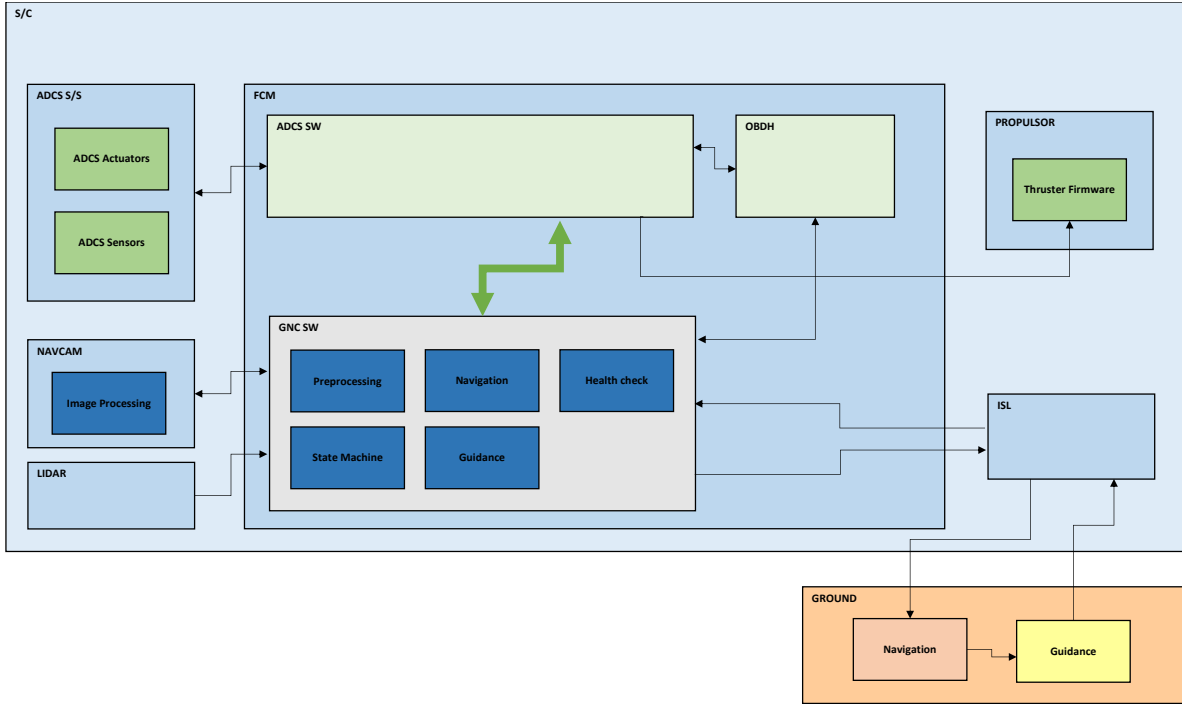 S/C
ADCS S/S
ADCS Actuators
ADCS Sensors
FCM
ADCS SW
OBDH
PROPULSOR
Thruster Firmware
GNC SW
Preprocessing
Navigation
Health check
State Machine
Guidance
NAVCAM
Image Processing
LIDAR
ISL
GROUND
Navigation
Guidance